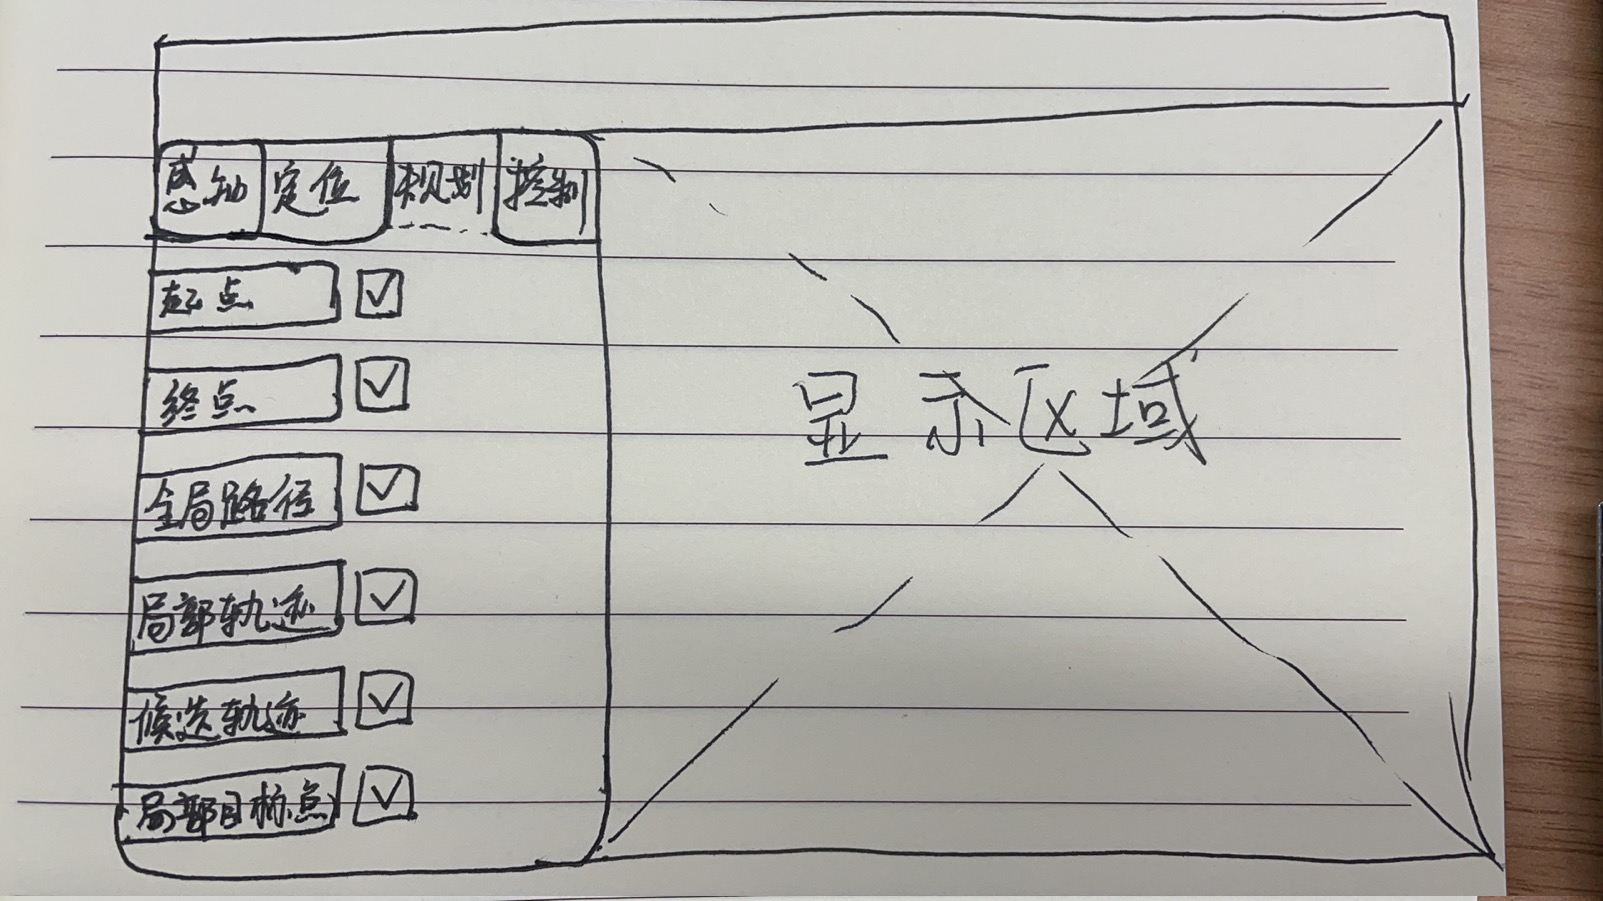 感知 定位 规划 控制
起点
终点
全局路径
局部轨迹
候选轨迹
局部目标点
显示区域